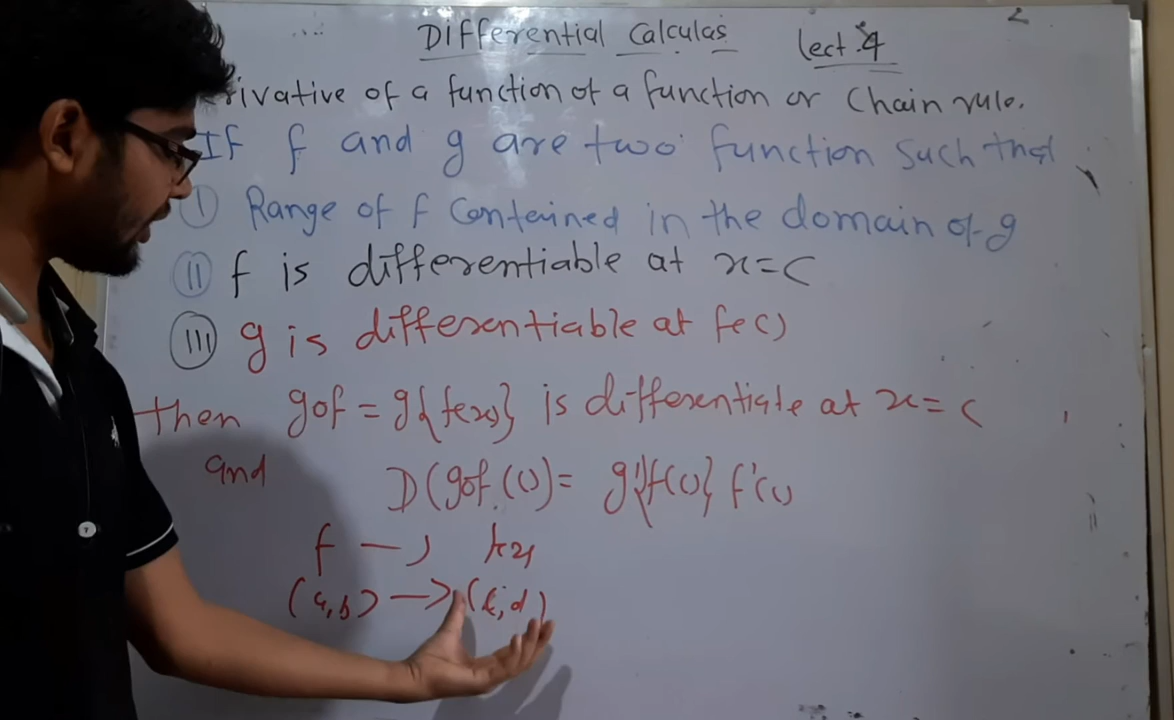 Differential Calculas Lect. 4
rivative of a function of a function or Chain rule.
If f and g are two function Such that
(I) Range of f Contained in the domain of g
(II) f is differentiable at x=c
(III) g is differentiable at f(c)
then gof = g{f(x)} is differentiable at x=c
and D(gof.(c))= g'{f(c)} f'(c)
f →
(a,b) → (c,d)